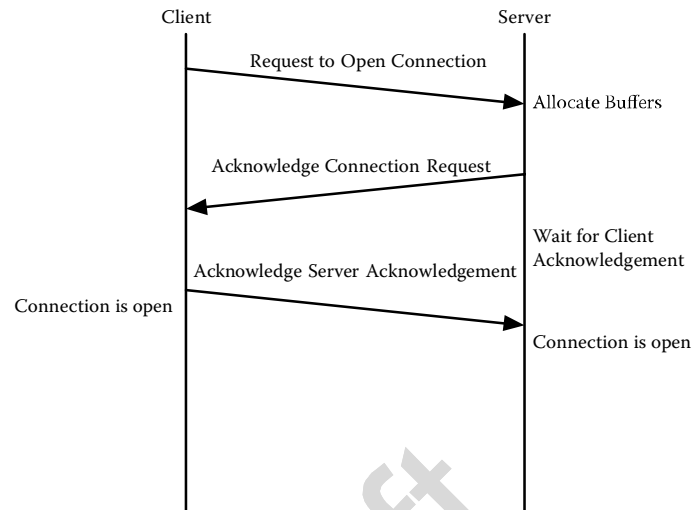 Client
Server
Request to Open Connection
Allocate Buffers
Acknowledge Connection Request
Wait for Client
Acknowledgement
Acknowledge Server Acknowledgement
Connection is open
Connection is open
ft